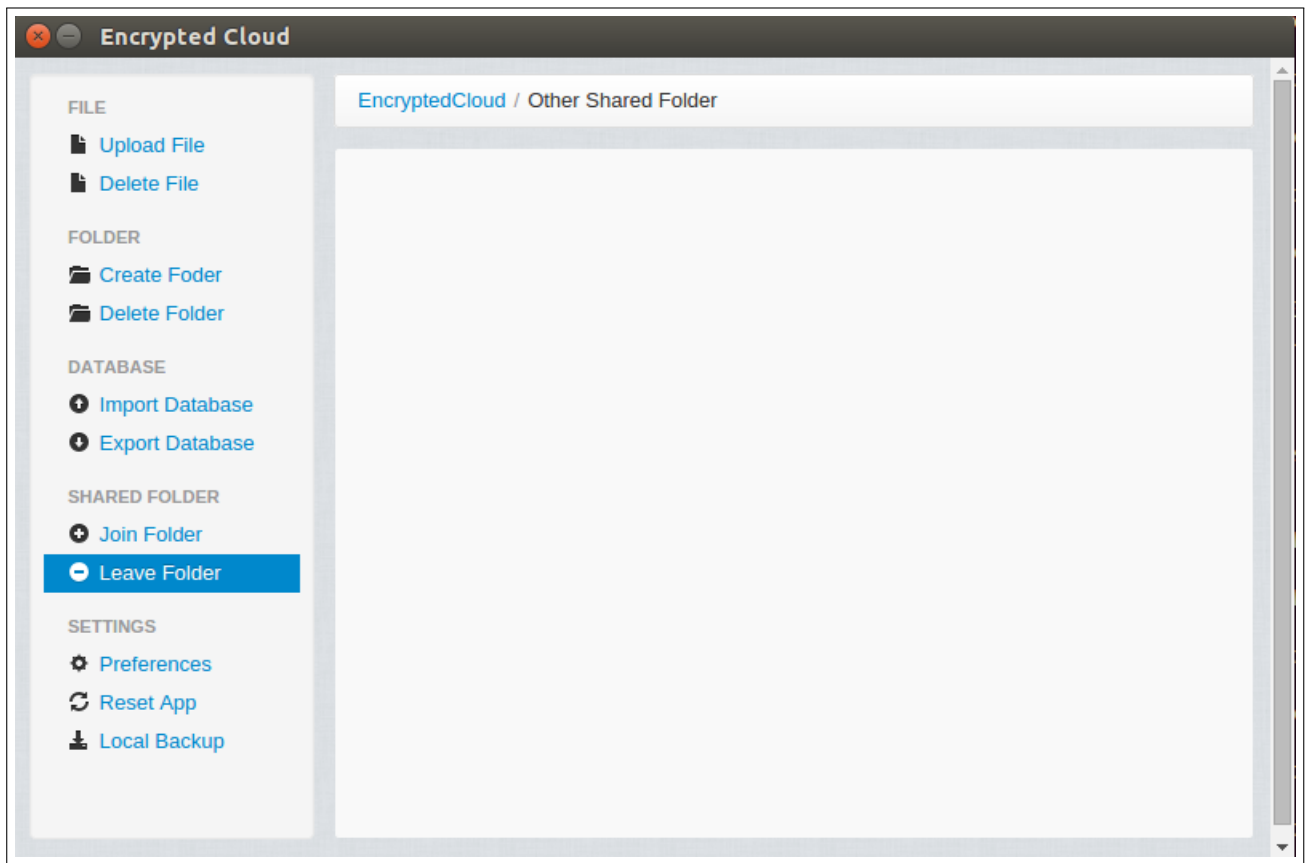 Encrypted Cloud
FILE
Upload File
Delete File
FOLDER
Create Foder
Delete Folder
DATABASE
Import Database
Export Database
SHARED FOLDER
Join Folder
Leave Folder
SETTINGS
Preferences
Reset App
Local Backup
EncryptedCloud / Other Shared Folder